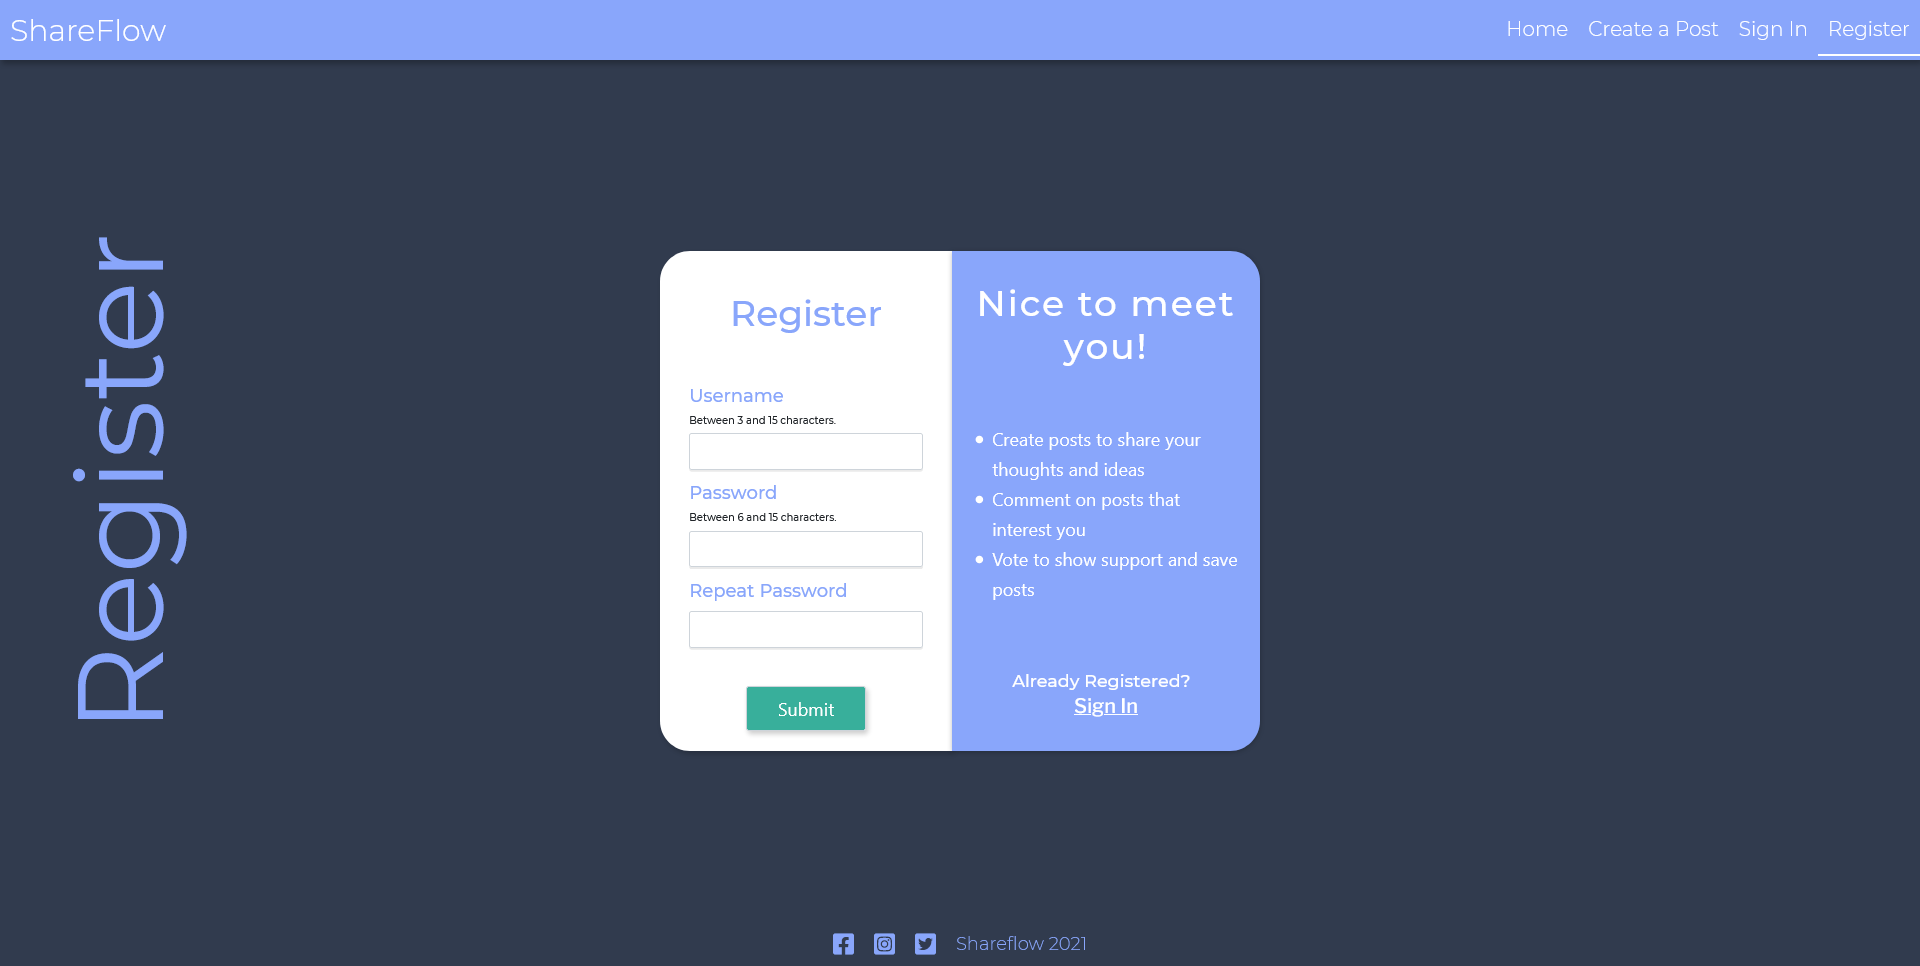 ShareFlow
Home Create a Post Sign In Register
Register
Register
Username
Between 3 and 15 characters.
Password
Between 6 and 15 characters.
Repeat Password
Submit
Nice to meet
you!
Create posts to share your
thoughts and ideas
Comment on posts that
interest you
Vote to show support and save
posts
Already Registered?
Sign In
Shareflow 2021